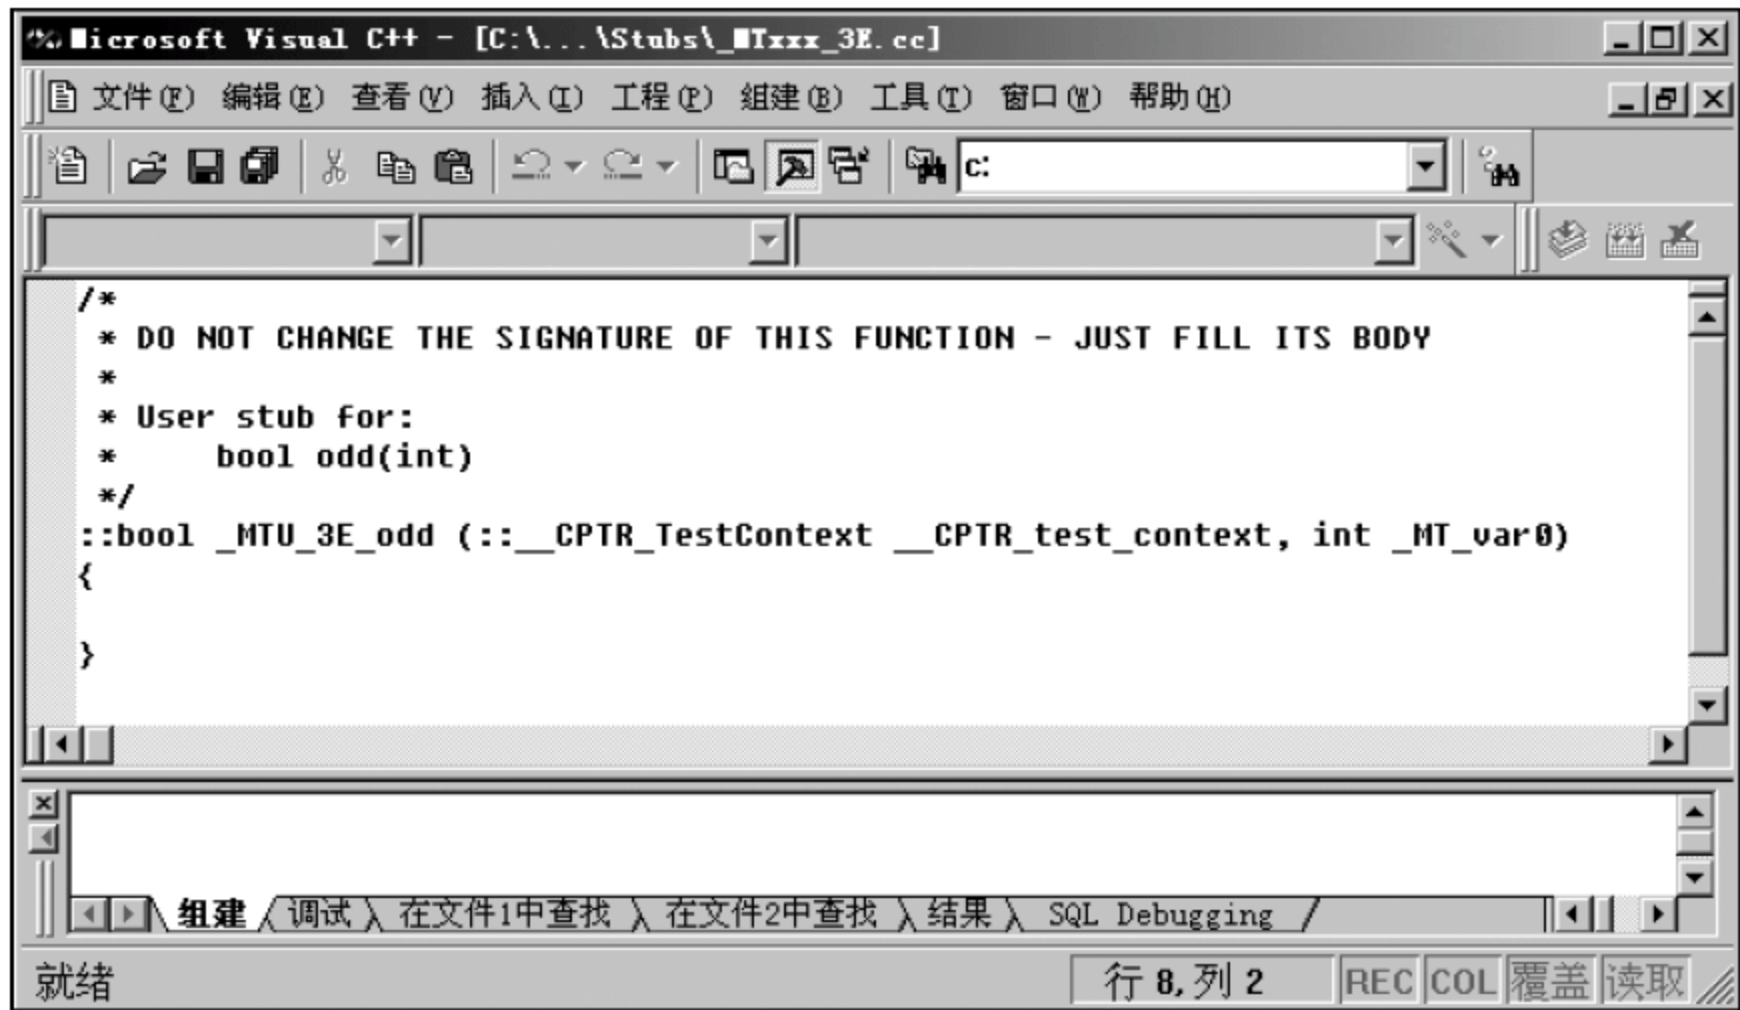 Microsoft Visual C++ - [C:\...\Stubs\_MTxxx_3E.cc]
文件(F) 编辑(E) 查看(V) 插入(I) 工程(P) 组建(B) 工具(T) 窗口(W) 帮助(H)
c:
/*
 * DO NOT CHANGE THE SIGNATURE OF THIS FUNCTION - JUST FILL ITS BODY
 *
 * User stub for:
 *     bool odd(int)
 */
::bool _MTU_3E_odd (::__CPTR_TestContext __CPTR_test_context, int _MT_var0)
{
}
组建 调试 在文件1中查找 在文件2中查找 结果 SQL Debugging
就绪 行 8,列 2 REC COL 覆盖 读取